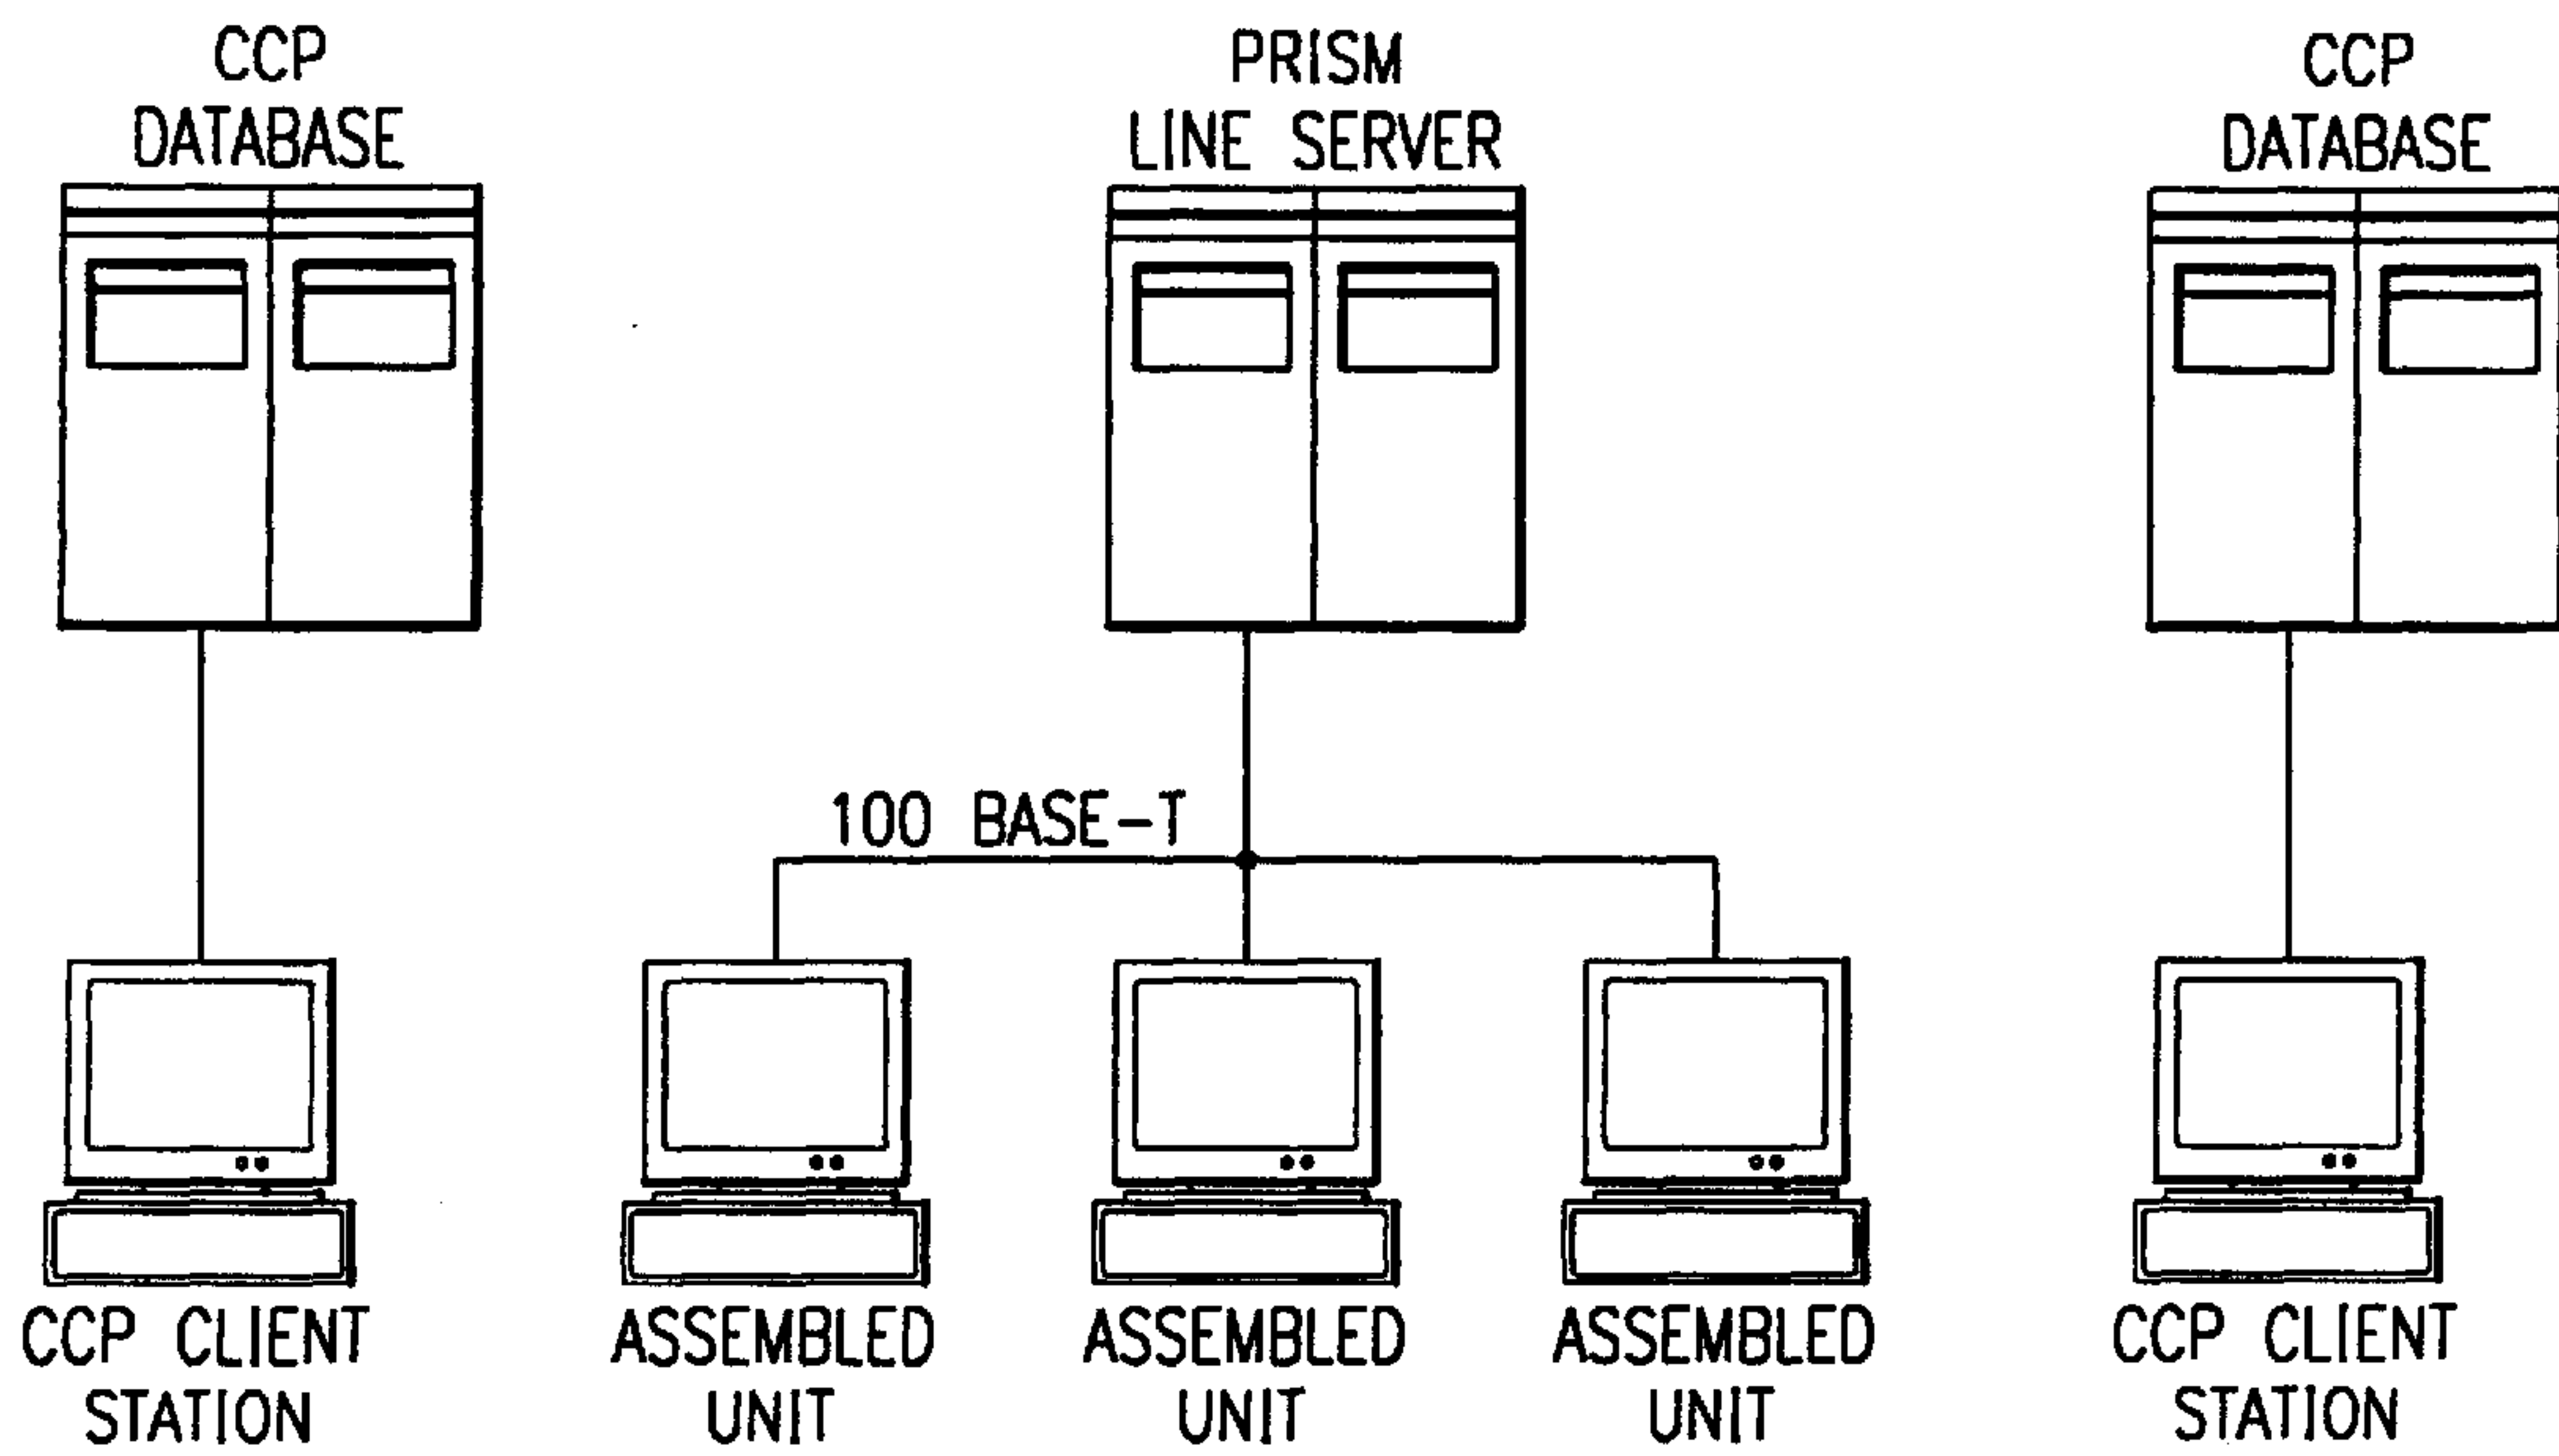 CCP
DATABASE
PRISM
LINE SERVER
CCP
DATABASE
100 BASE-T
CCP CLIENT
STATION
ASSEMBLED
UNIT
ASSEMBLED
UNIT
ASSEMBLED
UNIT
CCP CLIENT
STATION